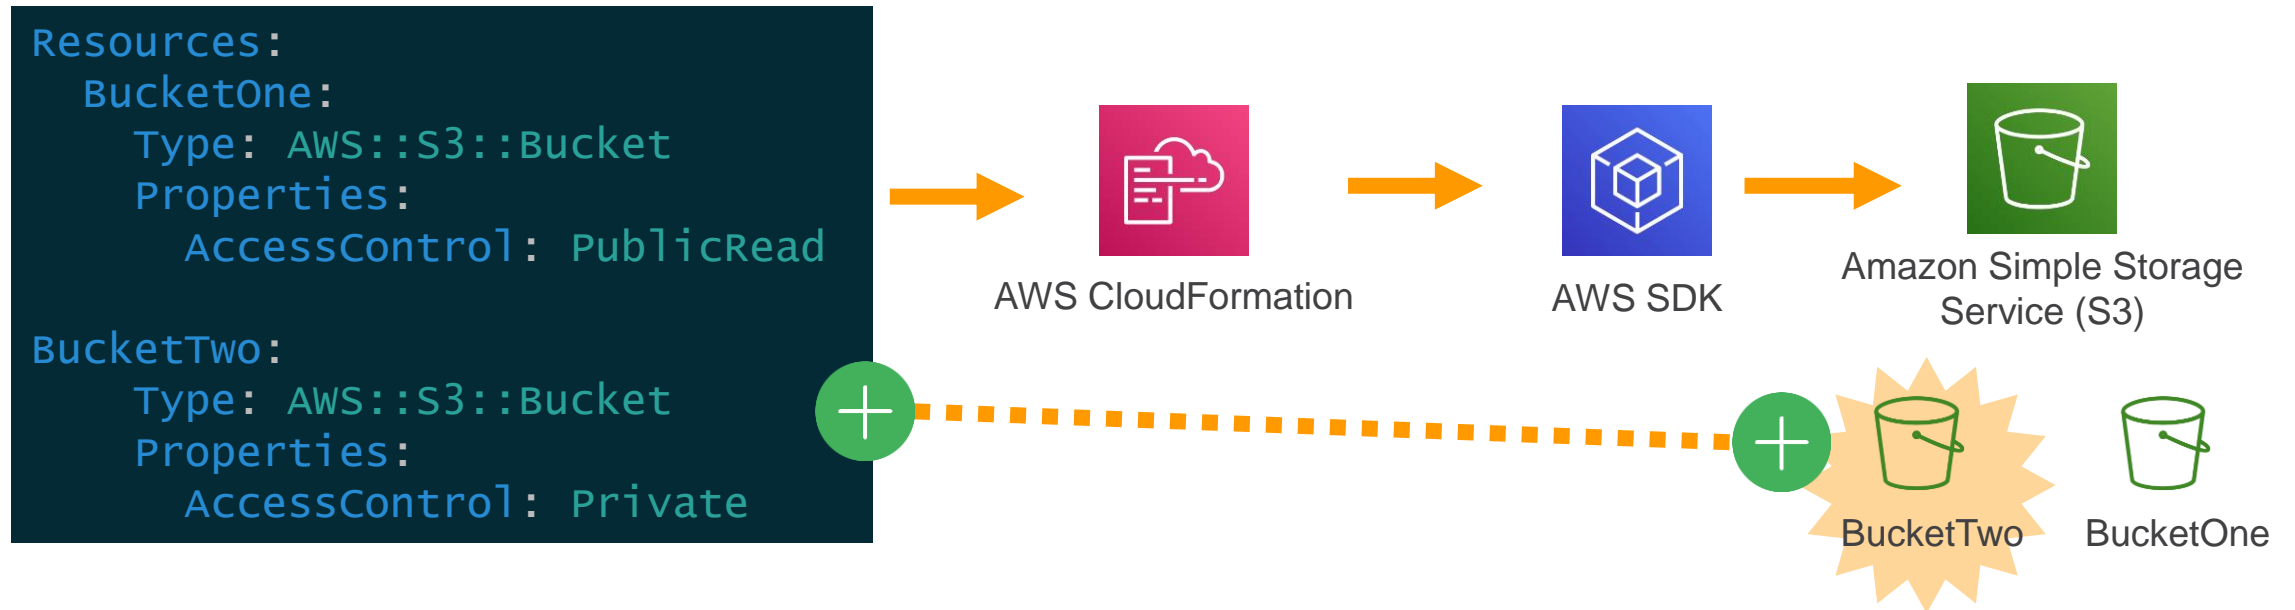 Resources:
  BucketOne:
    Type: AWS::S3::Bucket
    Properties:
      AccessControl: PublicRead
BucketTwo:
    Type: AWS::S3::Bucket
    Properties:
      AccessControl: Private
AWS CloudFormation
AWS SDK
Amazon Simple Storage
Service (S3)
BucketTwo
BucketOne